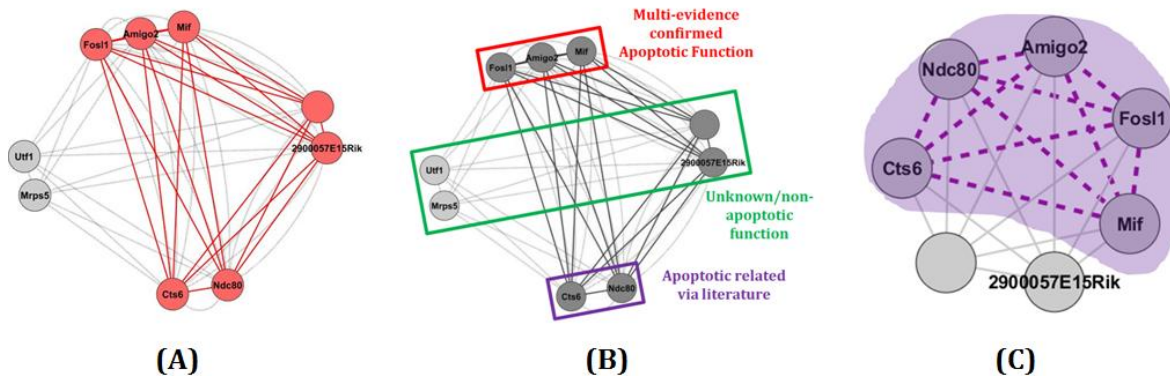 Fosl1
Amigo2
Mif
2900057E15Rik
Utf1
Mrps5
Cts6
Ndc80
(A)
Multi-evidence
confirmed
Apoptotic Function
Fosl1
Amigo2
Mif
2900057E15Rik
Utf1
Mrps5
Unknown/non-
apoptotic
function
Cts6
Ndc80
Apoptotic related
via literature
(B)
Amigo2
Ndc80
Fosl1
Cts6
Mif
2900057E15Rik
(C)